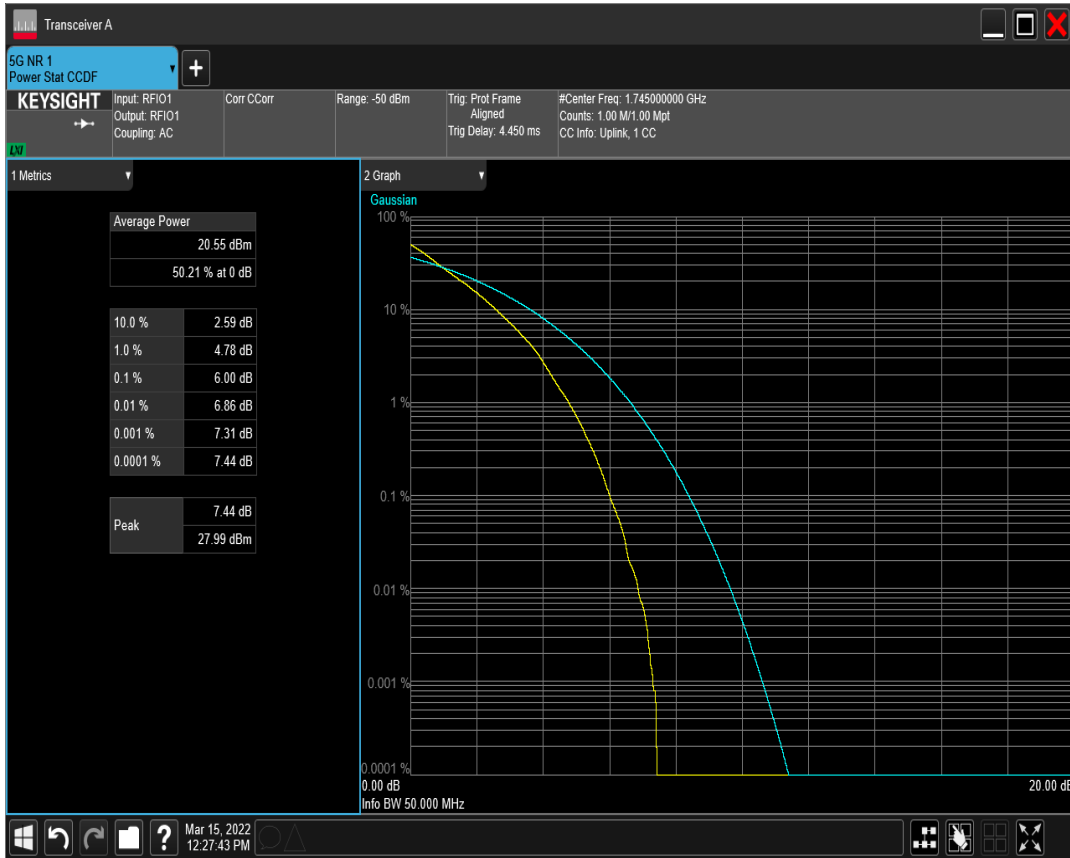 Transceiver A
5G NR 1
Power Stat CCDF
KEYSIGHT
LXI
Input: RFIO1
Output: RFIO1
Coupling: AC
Corr CCorr
Range: -50 dBm
Trig: Prot Frame
Aligned
Trig Delay: 4.450 ms
#Center Freq: 1.745000000 GHz
Counts: 1.00 M/1.00 Mpt
CC Info: Uplink, 1 CC
1 Metrics
Average Power
20.55 dBm
50.21 % at 0 dB
10.0 % 2.59 dB
1.0 % 4.78 dB
0.1 % 6.00 dB
0.01 % 6.86 dB
0.001 % 7.31 dB
0.0001 % 7.44 dB
Peak
7.44 dB
27.99 dBm
2 Graph
Gaussian
100 %
10 %
1 %
0.1 %
0.01 %
0.001 %
0.0001 %
0.00 dB
20.00 dB
Info BW 50.000 MHz
?
Mar 15, 2022
12:27:43 PM